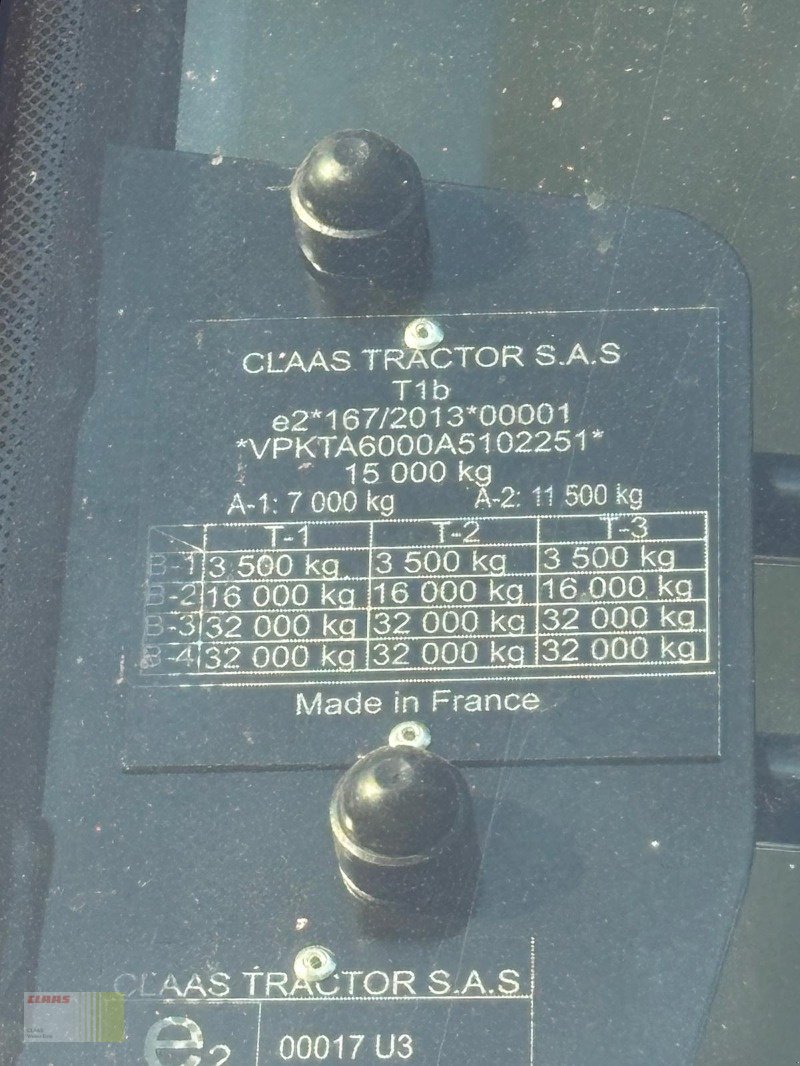 CLAAS TRACTOR S.A.S
T1b
e2*167/2013*00001
*VPKTA6000A5102251*
15 000 kg
A-1: 7 000 kg A-2: 11 500 kg
T-1 T-2 T-3
B-1 3 500 kg 3 500 kg 3 500 kg
B-2 16 000 kg 16 000 kg 16 000 kg
B-3 32 000 kg 32 000 kg 32 000 kg
B-4 32 000 kg 32 000 kg 32 000 kg
Made in France
CLAAS TRACTOR S.A.S
e2 00017 U3
CLAAS
CLAAS